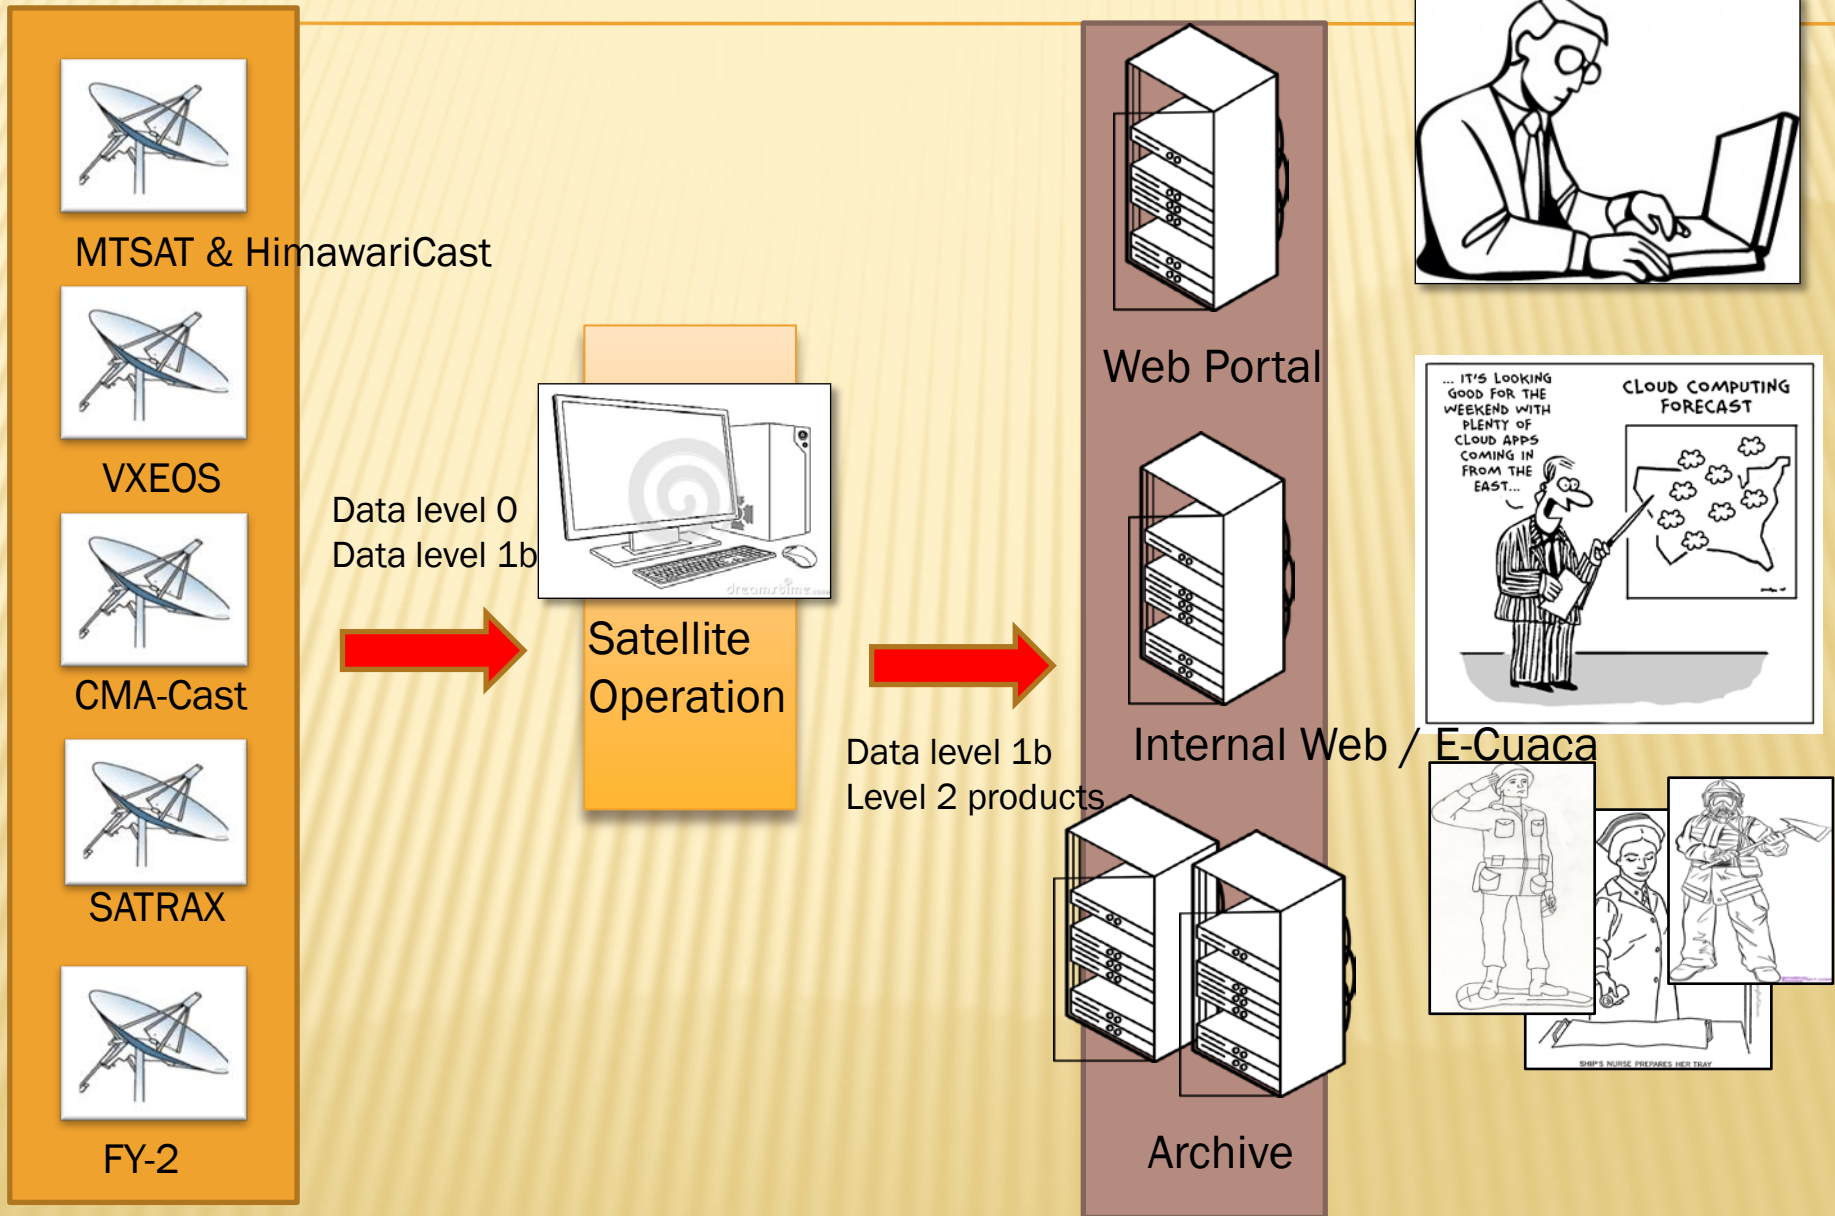 MTSAT & HimawariCast
VXEOS
CMA-Cast
SATRAX
FY-2
Data level 0
Data level 1b
dreamstime
Satellite
Operation
Data level 1b
Level 2 products
Web Portal
Internal Web / E-Cuaca
Archive
... IT'S LOOKING
GOOD FOR THE
WEEKEND WITH
PLENTY OF
CLOUD APPS
COMING IN
FROM THE
EAST...
CLOUD COMPUTING
FORECAST
SHIP'S NURSE PREPARES HER TRAY